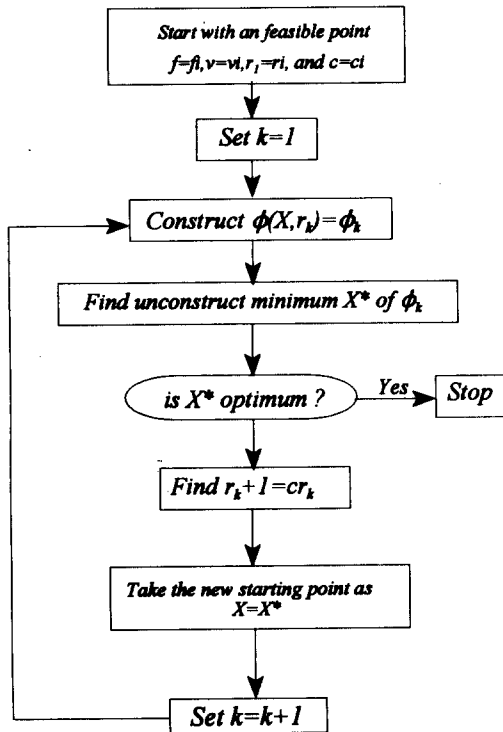 Start with an feasible point
f=fi,v=vi,r₁=ri, and c=ci
Set k=1
Construct ϕ(X,rₖ)=ϕₖ
Find unconstruct minimum X* of ϕₖ
is X* optimum ?
Yes
Stop
Find rₖ+1=crₖ
Take the new starting point as
X=X*
Set k=k+1